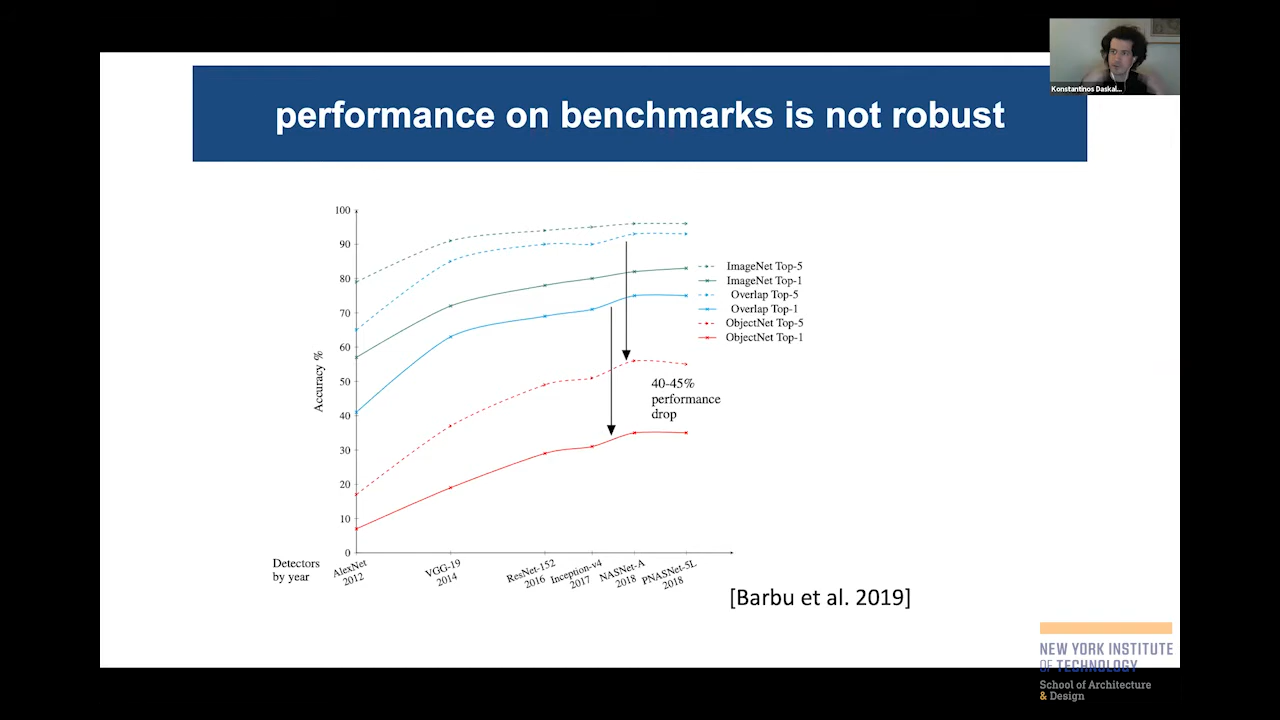 Konstantinos Daskal...
performance on benchmarks is not robust
100
90
80
70
60
50
40
30
20
10
0
Accuracy %
ImageNet Top-5
ImageNet Top-1
Overlap Top-5
Overlap Top-1
ObjectNet Top-5
ObjectNet Top-1
40-45%
performance
drop
Detectors
by year
AlexNet
2012
VGG-19
2014
ResNet-152
2016
Inception-v4
2017
NASNet-A
2018
PNASNet-5L
2018
[Barbu et al. 2019]
NEW YORK INSTITUTE
OF TECHNOLOGY
School of Architecture
& Design